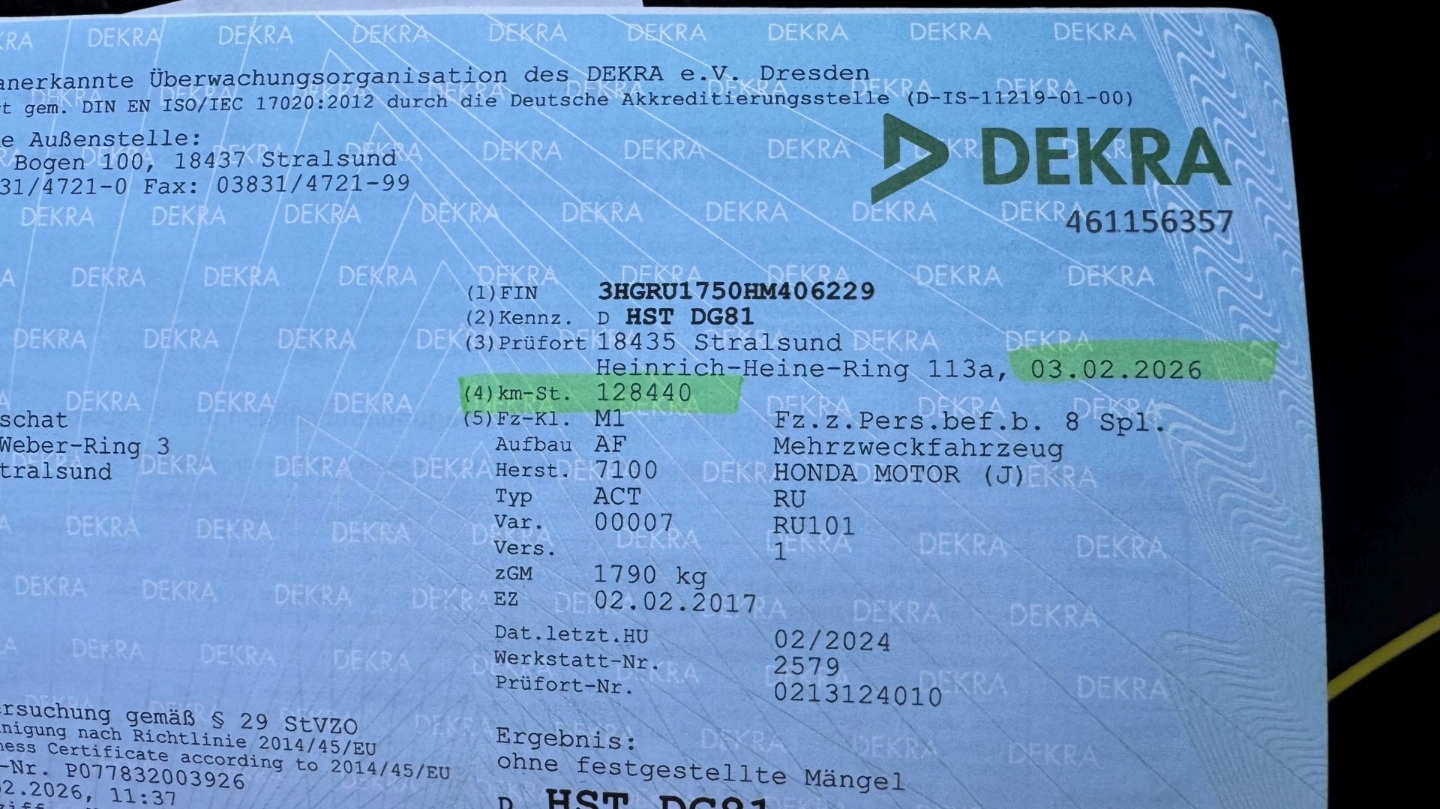 anerkannte Überwachungsorganisation des DEKRA e.V. Dresden
rt gem. DIN EN ISO/IEC 17020:2012 durch die Deutsche Akkreditierungsstelle (D-IS-11219-01-00)
e Außenstelle:
Bogen 100, 18437 Stralsund
31/4721-0 Fax: 03831/4721-99
DEKRA
461156357
(1) FIN 3HGRU1750HM406229
(2) Kennz. D HST DG81
(3) Prüfort 18435 Stralsund
Heinrich-Heine-Ring 113a, 03.02.2026
(4) km-St. 128440
(5) Fz-Kl. M1 Fz.z.Pers.bef.b. 8 Spl.
Aufbau AF Mehrzweckfahrzeug
Herst. 7100 HONDA MOTOR (J)
Typ ACT RU
Var. 00007 RU101
Vers. 1
zGM 1790 kg
EZ 02.02.2017
Dat.letzt.HU 02/2024
Werkstatt-Nr. 2579
Prüfort-Nr. 0213124010
schat
Weber-Ring 3
tralsund
ersuchung gemäß § 29 StVZO
nigung nach Richtlinie 2014/45/EU
ness Certificate according to 2014/45/EU
-Nr. P077832003926
02.2026, 11:37
Ergebnis:
ohne festgestellte Mängel
D HST DG81